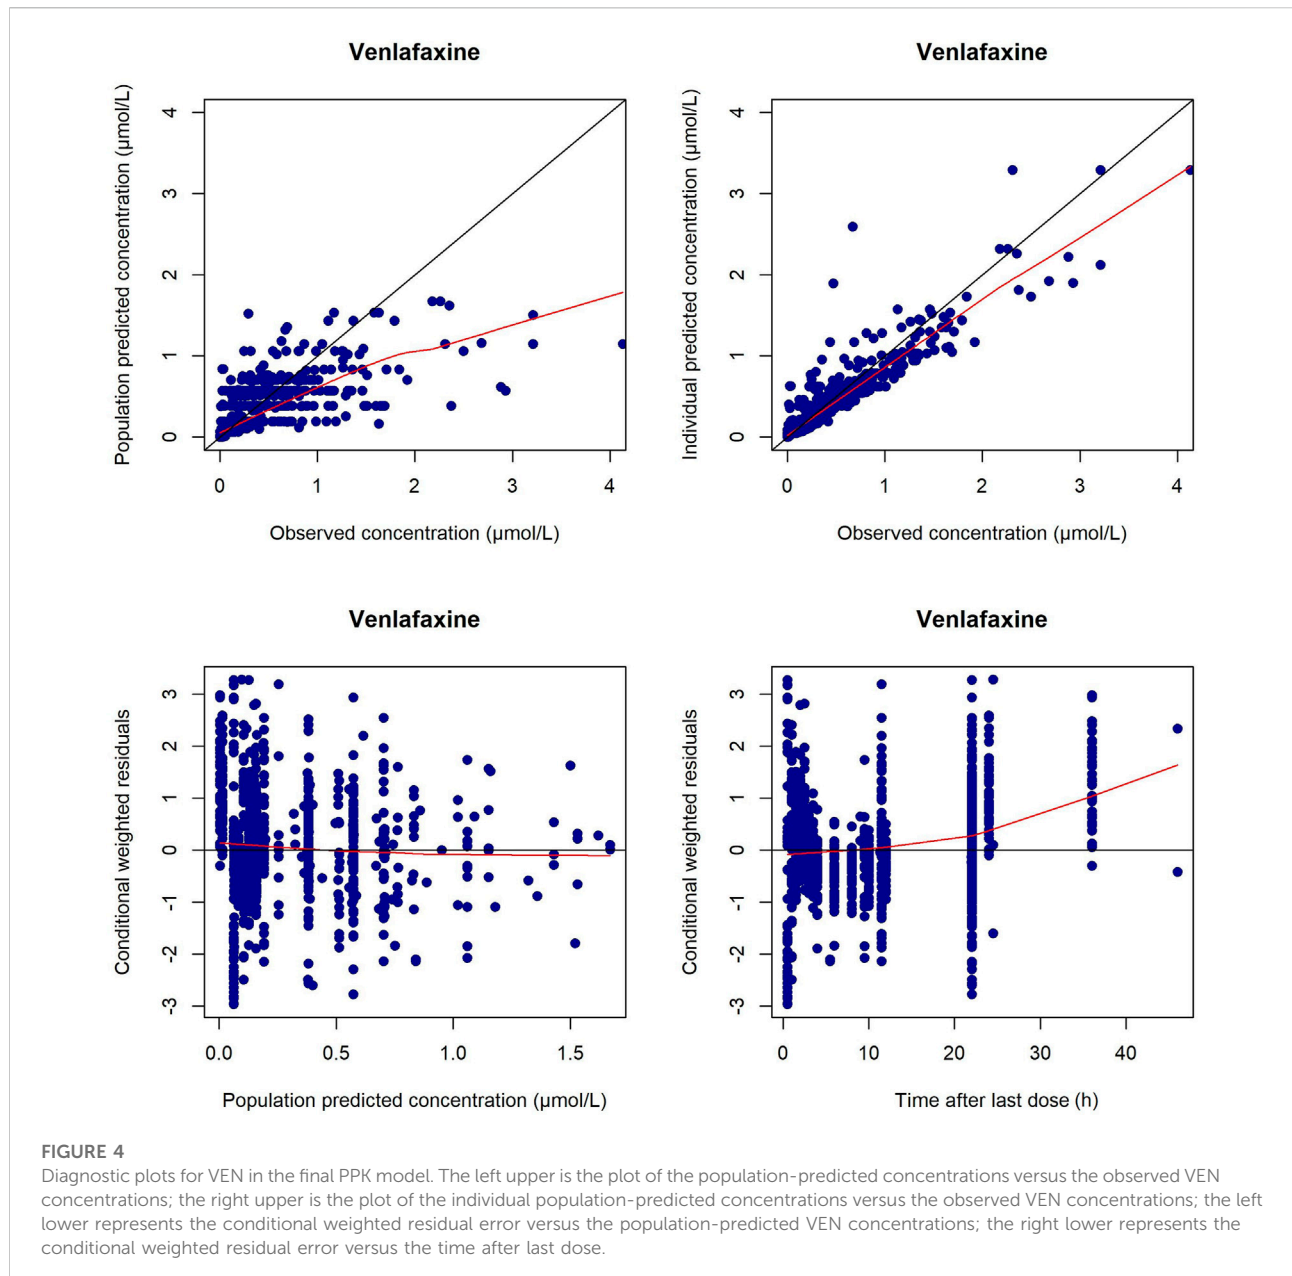 Venlafaxine
Population predicted concentration (µmol/L)
4
3
2
1
0
0 1 2 3 4
Observed concentration (µmol/L)
Venlafaxine
Individual predicted concentration (µmol/L)
4
3
2
1
0
0 1 2 3 4
Observed concentration (µmol/L)
Venlafaxine
Conditional weighted residuals
3
2
1
0
-1
-2
-3
0.0 0.5 1.0 1.5
Population predicted concentration (µmol/L)
Venlafaxine
Conditional weighted residuals
3
2
1
0
-1
-2
-3
0 10 20 30 40
Time after last dose (h)
FIGURE 4
Diagnostic plots for VEN in the final PPK model. The left upper is the plot of the population-predicted concentrations versus the observed VEN
concentrations; the right upper is the plot of the individual population-predicted concentrations versus the observed VEN concentrations; the left
lower represents the conditional weighted residual error versus the population-predicted VEN concentrations; the right lower represents the
conditional weighted residual error versus the time after last dose.